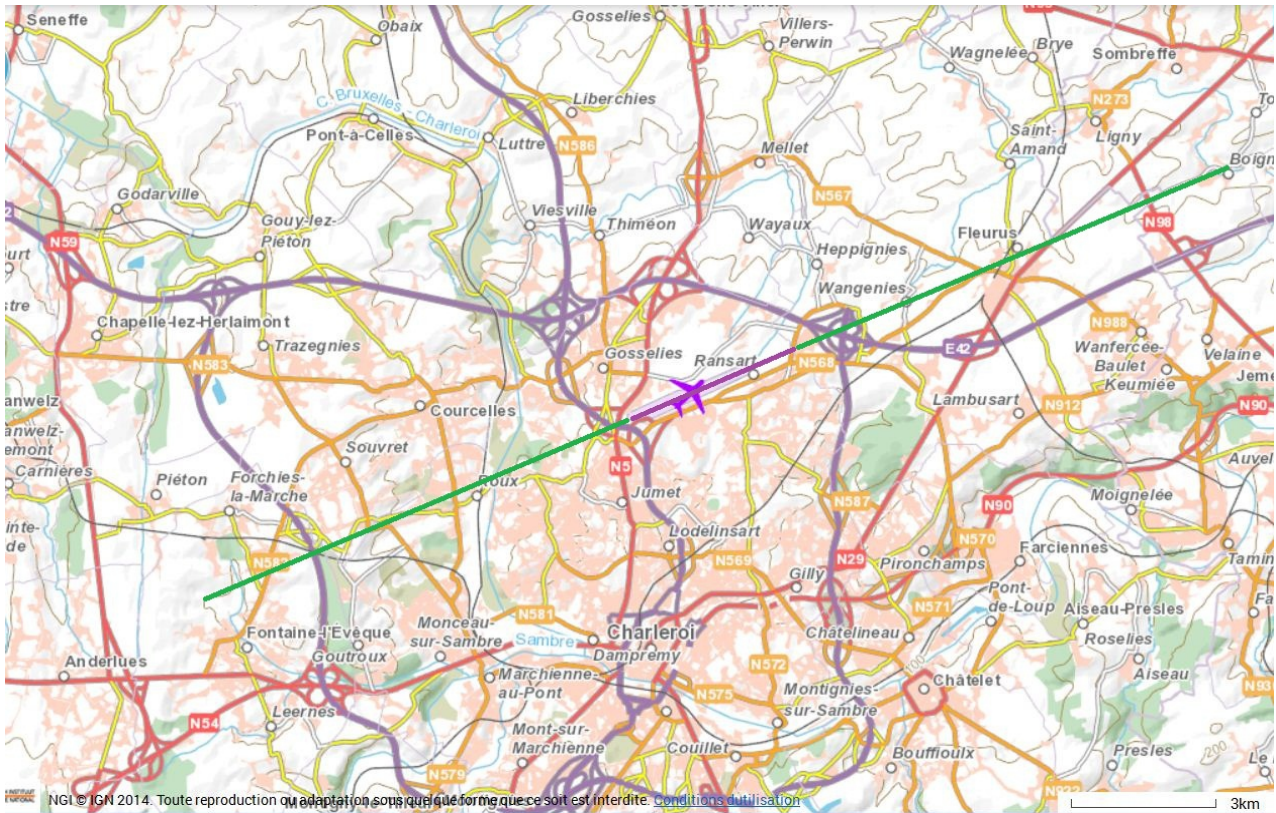 Seneffe
Obaix
Gosselies
Villers-
Perwin
Wagnelée
Brye
Sombreffe
C. Bruxelles - Charleroi
Liberchies
N273
Ligny
Pont-à-Celles
Luttre
N586
Mellet
Saint-
Amand
Boign
Godarville
N567
Gouy-lez-
Piéton
Viesville
Thiméon
Wayaux
N98
N59
Heppignies
Fleurus
Wangenies
Chapelle-lez-Herlaimont
Trazegnies
N988
E42
Wanfercée-
Baulet
Velaine
Keumiée
N583
Gosselies
Ransart
N568
Courcelles
Lambusart
N912
N90
Souvret
N5
Carnières
Piéton
Forchies-
la-Marche
Roux
Jumet
N587
Moignelée
N90
Lodelinsart
N570
Farciennes
N569
N29
Pironchamps
Gilly
Pont-
de-Loup
N581
N571
Aiseau-Presles
Monceau-
sur-Sambre
Sambre
Charleroi
Châtelineau
Roselies
Fontaine-l'Evèque
Goutroux
Dampremy
100
Anderlues
N572
Aiseau
Marchienne-
au-Pont
N575
Montignies-
sur-Sambre
Châtelet
Leernes
N54
Mont-sur-
Marchienne
Couillet
Bouffioulx
Presles
200
N579
N922
NGI © IGN 2014. Toute reproduction ou adaptation sous quelque forme que ce soit est interdite. Conditions d'utilisation
3km